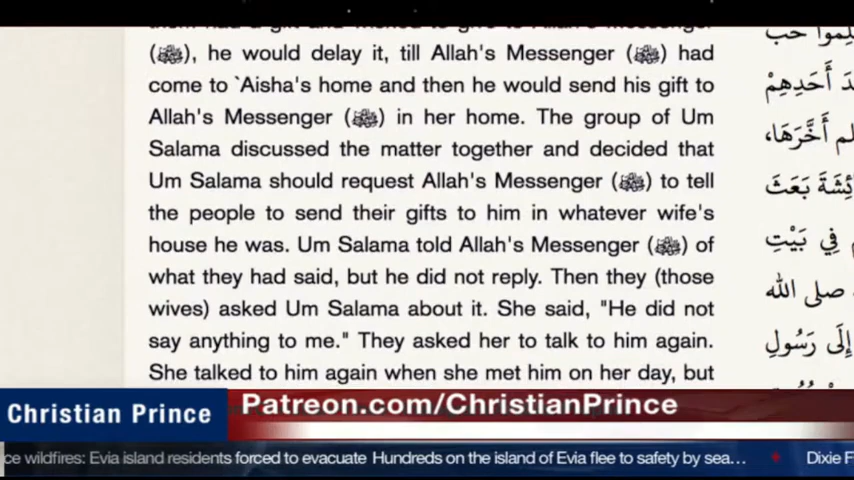 (ﷺ), he would delay it, till Allah's Messenger (ﷺ) had
come to `Aisha's home and then he would send his gift to
Allah's Messenger (ﷺ) in her home. The group of Um
Salama discussed the matter together and decided that
Um Salama should request Allah's Messenger (ﷺ) to tell
the people to send their gifts to him in whatever wife's
house he was. Um Salama told Allah's Messenger (ﷺ) of
what they had said, but he did not reply. Then they (those
wives) asked Um Salama about it. She said, "He did not
say anything to me." They asked her to talk to him again.
She talked to him again when she met him on her day, but
أَحَدِهِمْ
أَخَّرَهَا،
بَعَثَ
فِي بَيْتِ
صلى الله
إِلَى رَسُولِ
Christian Prince
Patreon.com/ChristianPrince
ce wildfires: Evia island residents forced to evacuate Hundreds on the island of Evia flee to safety by sea... Dixie F